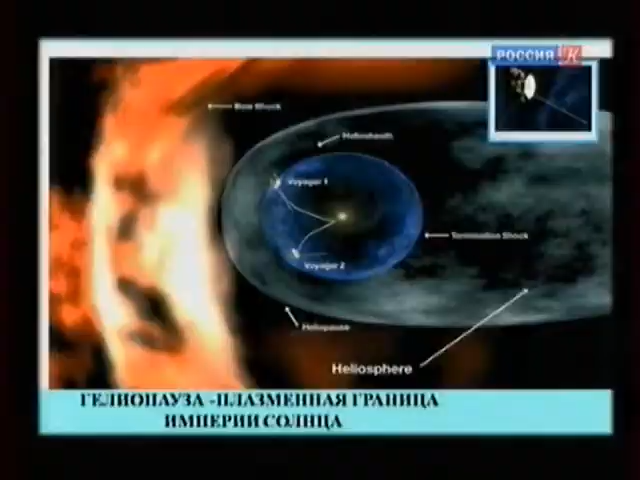 РОССИЯ К
Bow Shock
Heliosheath
Voyager 1
Termination Shock
Voyager 2
Heliopause
Heliosphere
ГЕЛИОПАУЗА -ПЛАЗМЕННАЯ ГРАНИЦА
ИМПЕРИИ СОЛНЦА